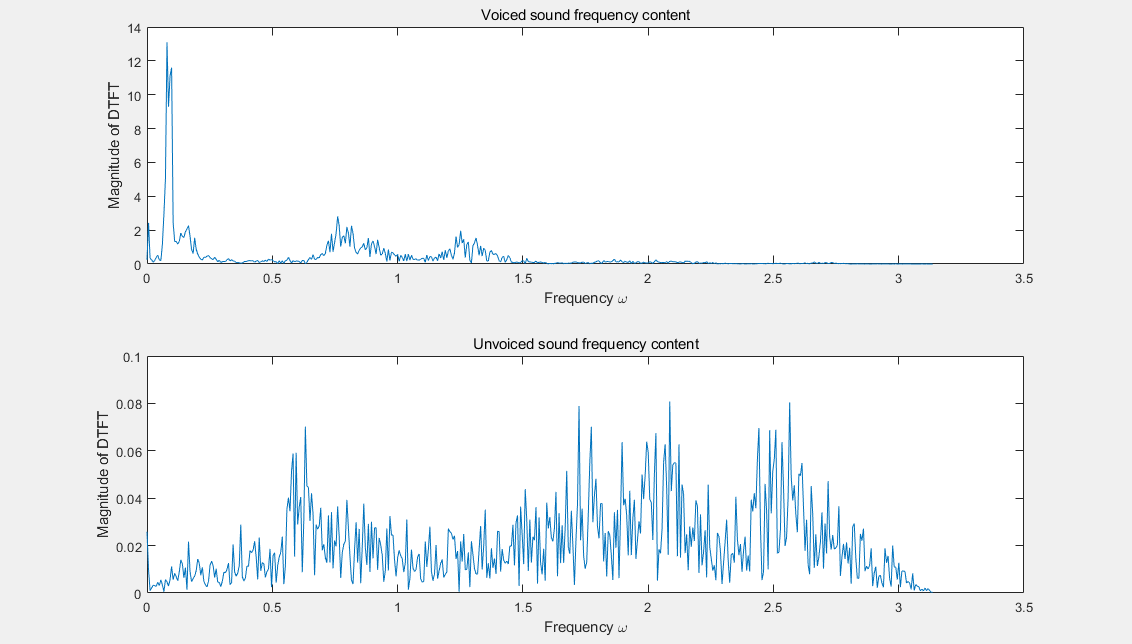 Voiced sound frequency content
Magnitude of DTFT
14
12
10
8
6
4
2
0
0 0.5 1 1.5 2 2.5 3 3.5
Frequency ω
Unvoiced sound frequency content
Magnitude of DTFT
0.1
0.08
0.06
0.04
0.02
0
0 0.5 1 1.5 2 2.5 3 3.5
Frequency ω